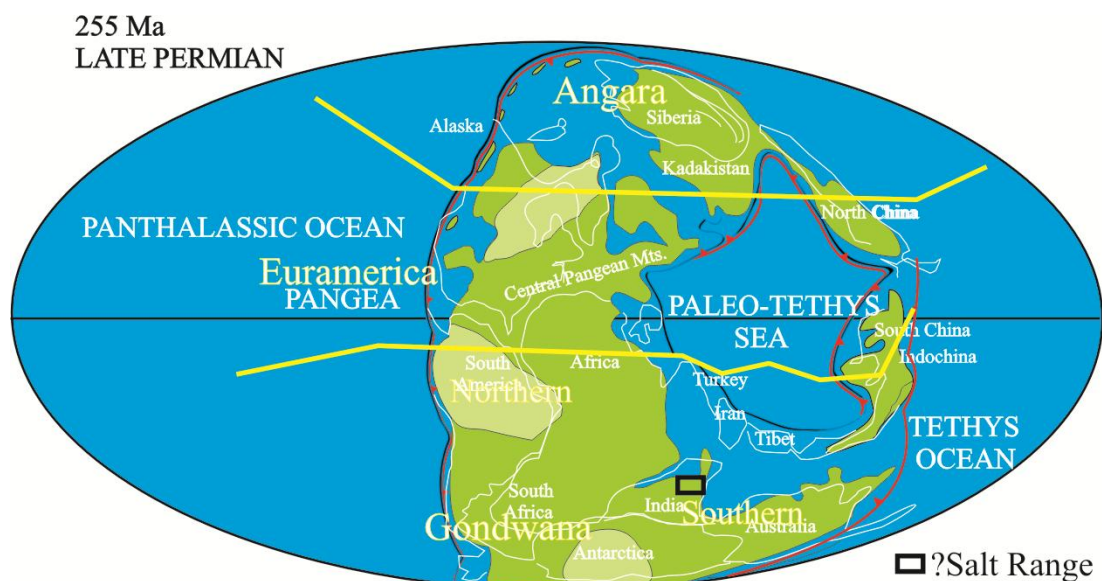 255 Ma
LATE PERMIAN
Angara
Siberia
Alaska
Kadakistan
North China
PANTHALASSIC OCEAN
Euramerica
Central Pangean Mts.
PANGEA
PALEO-TETHYS
SEA
South China
Indochina
South
America
Africa
Northern
Turkey
Iran
Tibet
TETHYS
OCEAN
South
Africa
India
Southern
Gondwana
Australia
Antarctica
?Salt Range